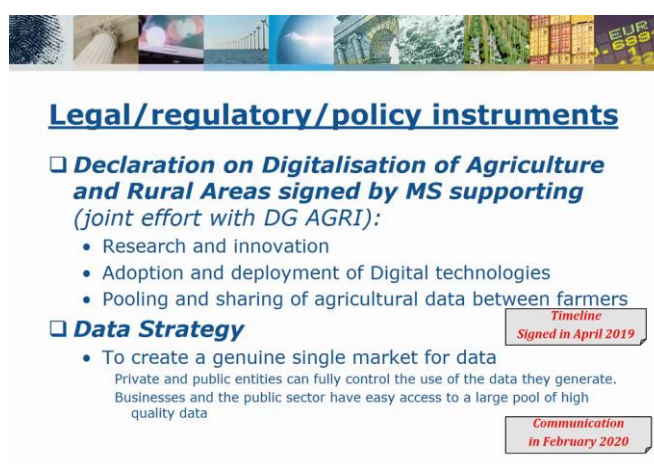 EUR
689
Legal/regulatory/policy instruments
Declaration on Digitalisation of Agriculture
and Rural Areas signed by MS supporting
(joint effort with DG AGRI):
• Research and innovation
• Adoption and deployment of Digital technologies
• Pooling and sharing of agricultural data between farmers
Timeline
Signed in April 2019
Data Strategy
• To create a genuine single market for data
Private and public entities can fully control the use of the data they generate.
Businesses and the public sector have easy access to a large pool of high
quality data
Communication
in February 2020